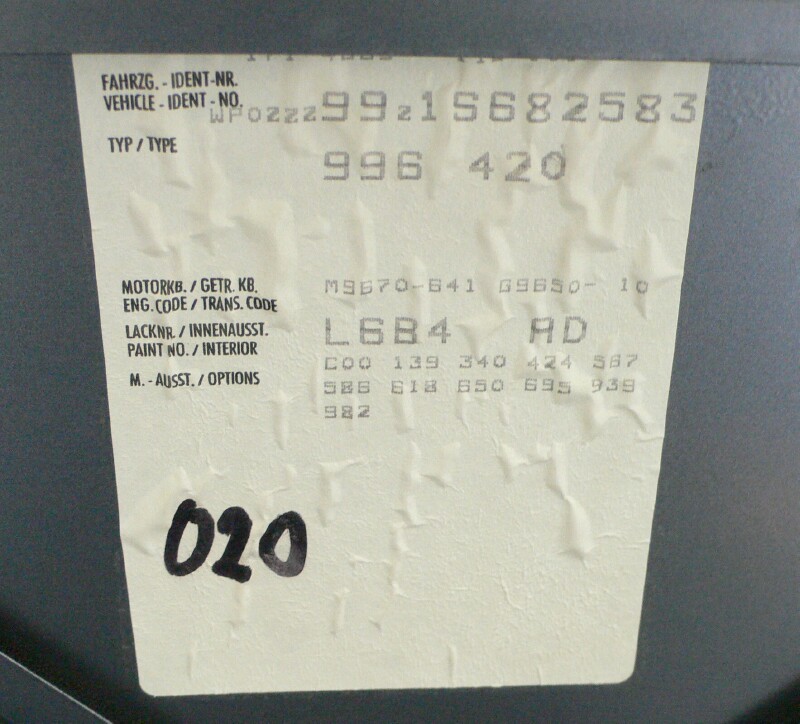 FAHRZG. - IDENT-NR.
VEHICLE - IDENT - NO. WP0ZZZ99Z1S682583
TYP / TYPE 996 420
MOTORKB. / GETR. KB. M9670-641 G9650- 10
ENG. CODE / TRANS. CODE
LACKNR. / INNENAUSST. L6B4 AD
PAINT NO. / INTERIOR
C00 139 340 424 567
M. - AUSST. / OPTIONS 586 618 650 695 939
982
020